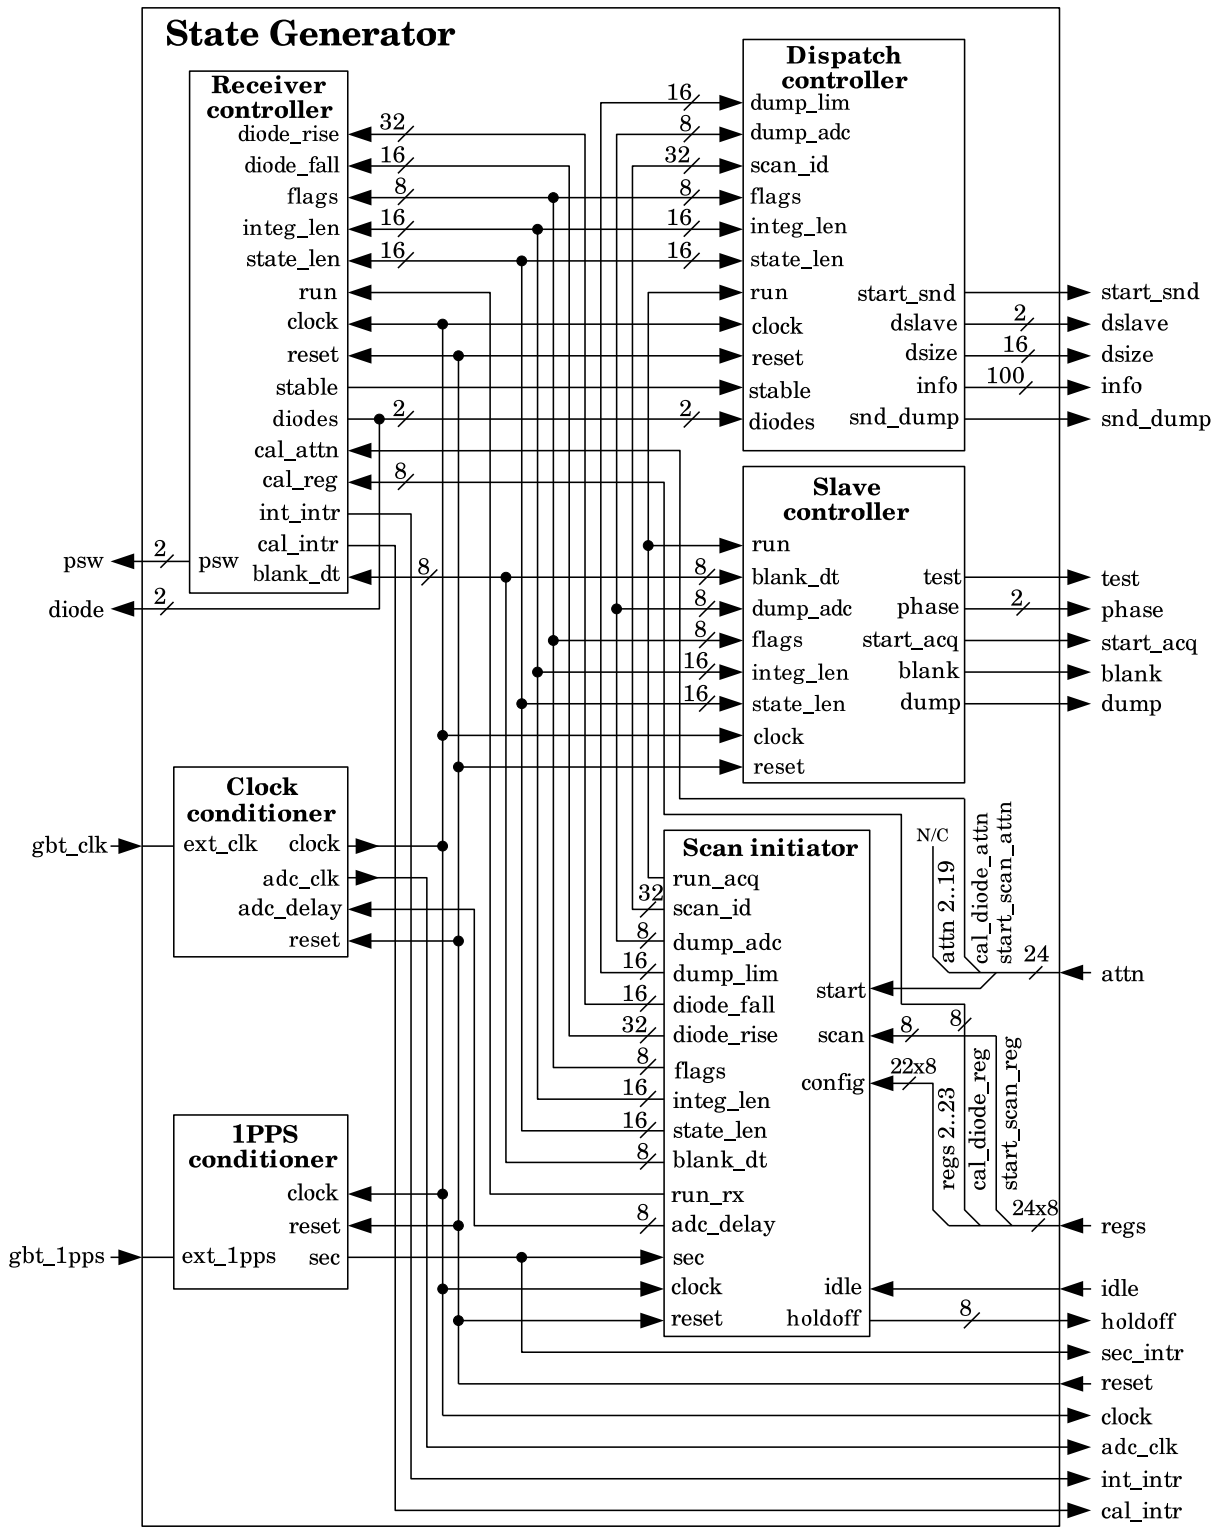 State Generator
Receiver
controller
diode_rise
diode_fall
flags
integ_len
state_len
run
clock
reset
stable
diodes
cal_attn
cal_reg
int_intr
cal_intr
blank_dt
psw
psw
2
diode
2
32
16
8
16
16
2
8
8
Dispatch
controller
dump_lim
dump_adc
scan_id
flags
integ_len
state_len
run
clock
reset
stable
diodes
16
8
32
8
16
16
2
start_snd
dslave
dsize
info
snd_dump
2
16
100
start_snd
dslave
dsize
info
snd_dump
Slave
controller
run
blank_dt
dump_adc
flags
integ_len
state_len
clock
reset
8
8
8
16
16
test
phase
start_acq
blank
dump
2
test
phase
start_acq
blank
dump
Clock
conditioner
gbt_clk
ext_clk
clock
adc_clk
adc_delay
reset
Scan initiator
run_acq
scan_id
dump_adc
dump_lim
diode_fall
diode_rise
flags
integ_len
state_len
blank_dt
run_rx
adc_delay
sec
clock
reset
32
8
16
16
32
8
16
16
8
8
start
scan
config
idle
holdoff
8
8
22x8
8
N/C
attn 2..19
cal_diode_attn
start_scan_attn
24
attn
regs 2..23
cal_diode_reg
start_scan_reg
24x8
regs
1PPS
conditioner
clock
reset
gbt_1pps
ext_1pps
sec
idle
holdoff
sec_intr
reset
clock
adc_clk
int_intr
cal_intr